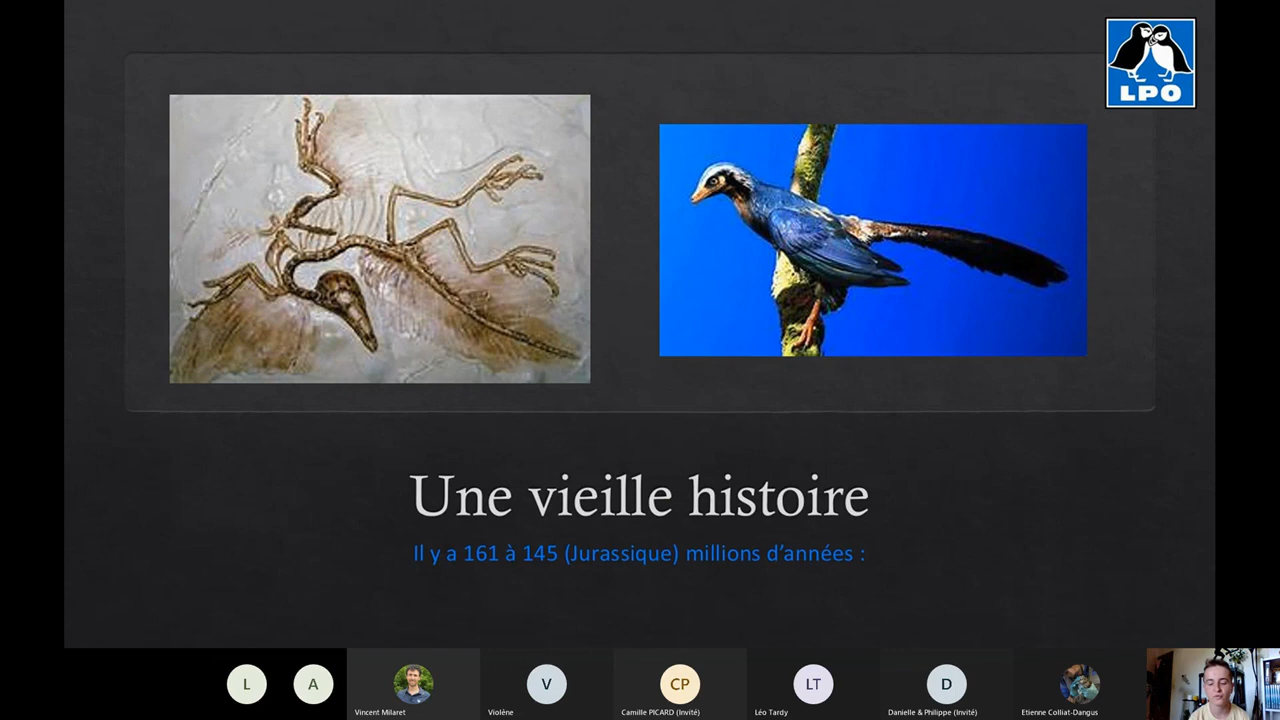 LPO
Une vieille histoire
Il y a 161 à 145 (Jurassique) millions d’années :
L
A
V
CP
LT
D
Vincent Milaret
Violêne
Camille PICARD (Invité)
Léo Tardy
Danielle & Philippe (Invité)
Etienne Colliat-Dangus